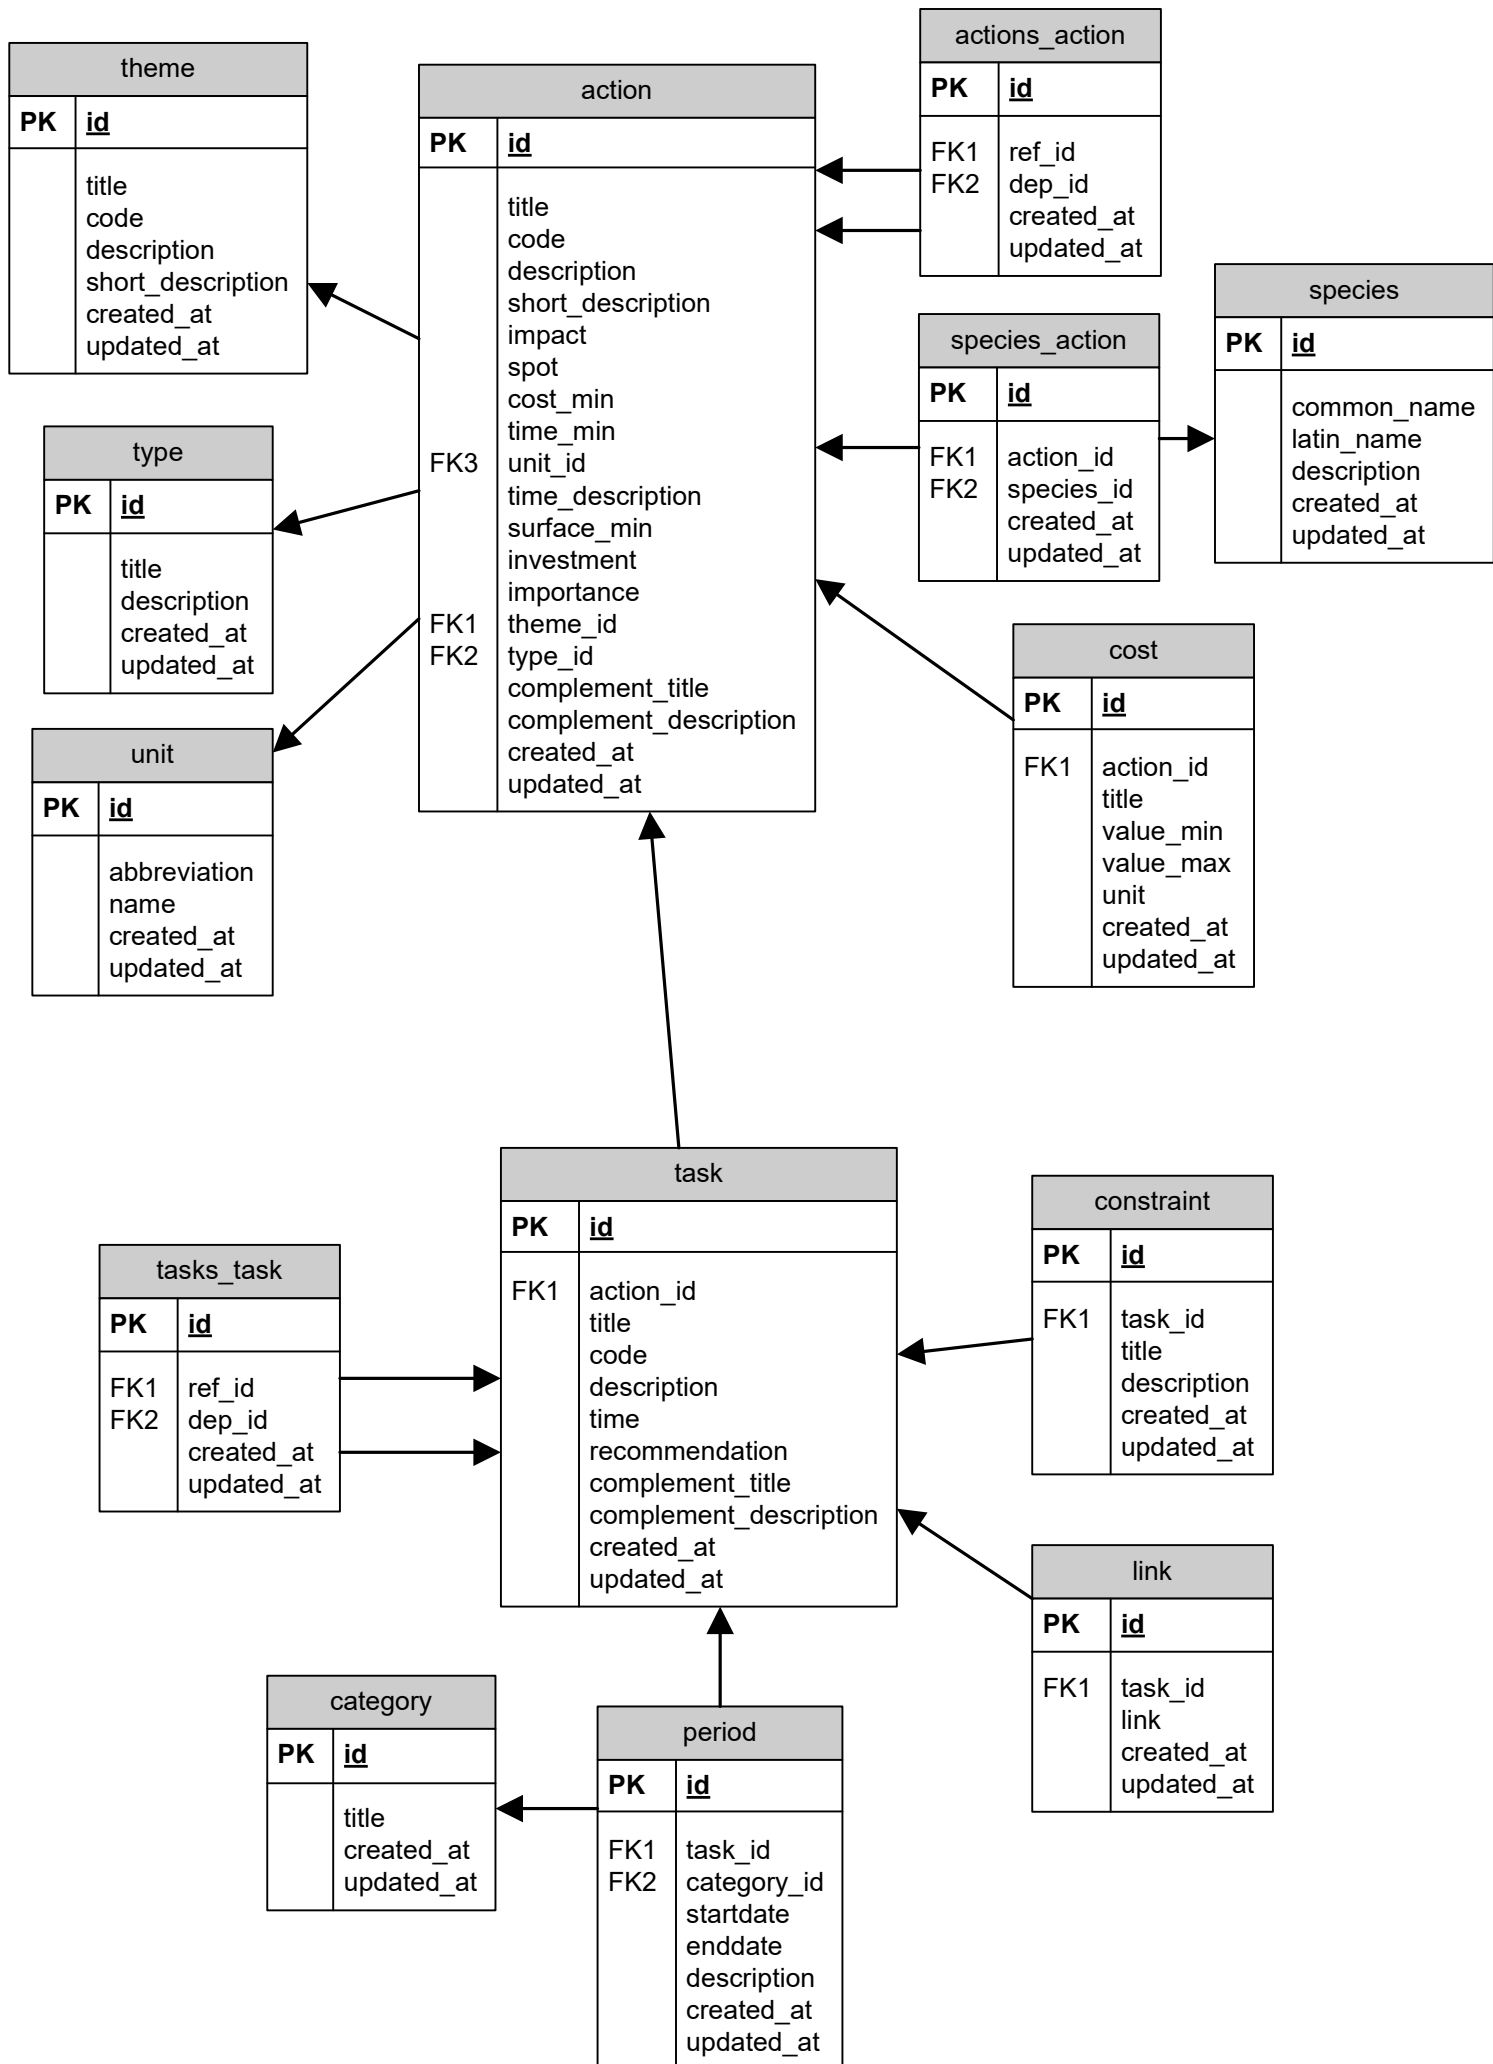 theme
PK id
title
code
description
short_description
created_at
updated_at
action
PK id
title
code
description
short_description
impact
spot
cost_min
time_min
FK3 unit_id
time_description
surface_min
investment
importance
FK1 theme_id
FK2 type_id
complement_title
complement_description
created_at
updated_at
actions_action
PK id
FK1 ref_id
FK2 dep_id
created_at
updated_at
species
PK id
common_name
latin_name
description
created_at
updated_at
species_action
PK id
FK1 action_id
FK2 species_id
created_at
updated_at
type
PK id
title
description
created_at
updated_at
cost
PK id
FK1 action_id
title
value_min
value_max
unit
created_at
updated_at
unit
PK id
abbreviation
name
created_at
updated_at
task
PK id
FK1 action_id
title
code
description
time
recommendation
complement_title
complement_description
created_at
updated_at
constraint
PK id
FK1 task_id
title
description
created_at
updated_at
tasks_task
PK id
FK1 ref_id
FK2 dep_id
created_at
updated_at
link
PK id
FK1 task_id
link
created_at
updated_at
category
PK id
title
created_at
updated_at
period
PK id
FK1 task_id
FK2 category_id
startdate
enddate
description
created_at
updated_at